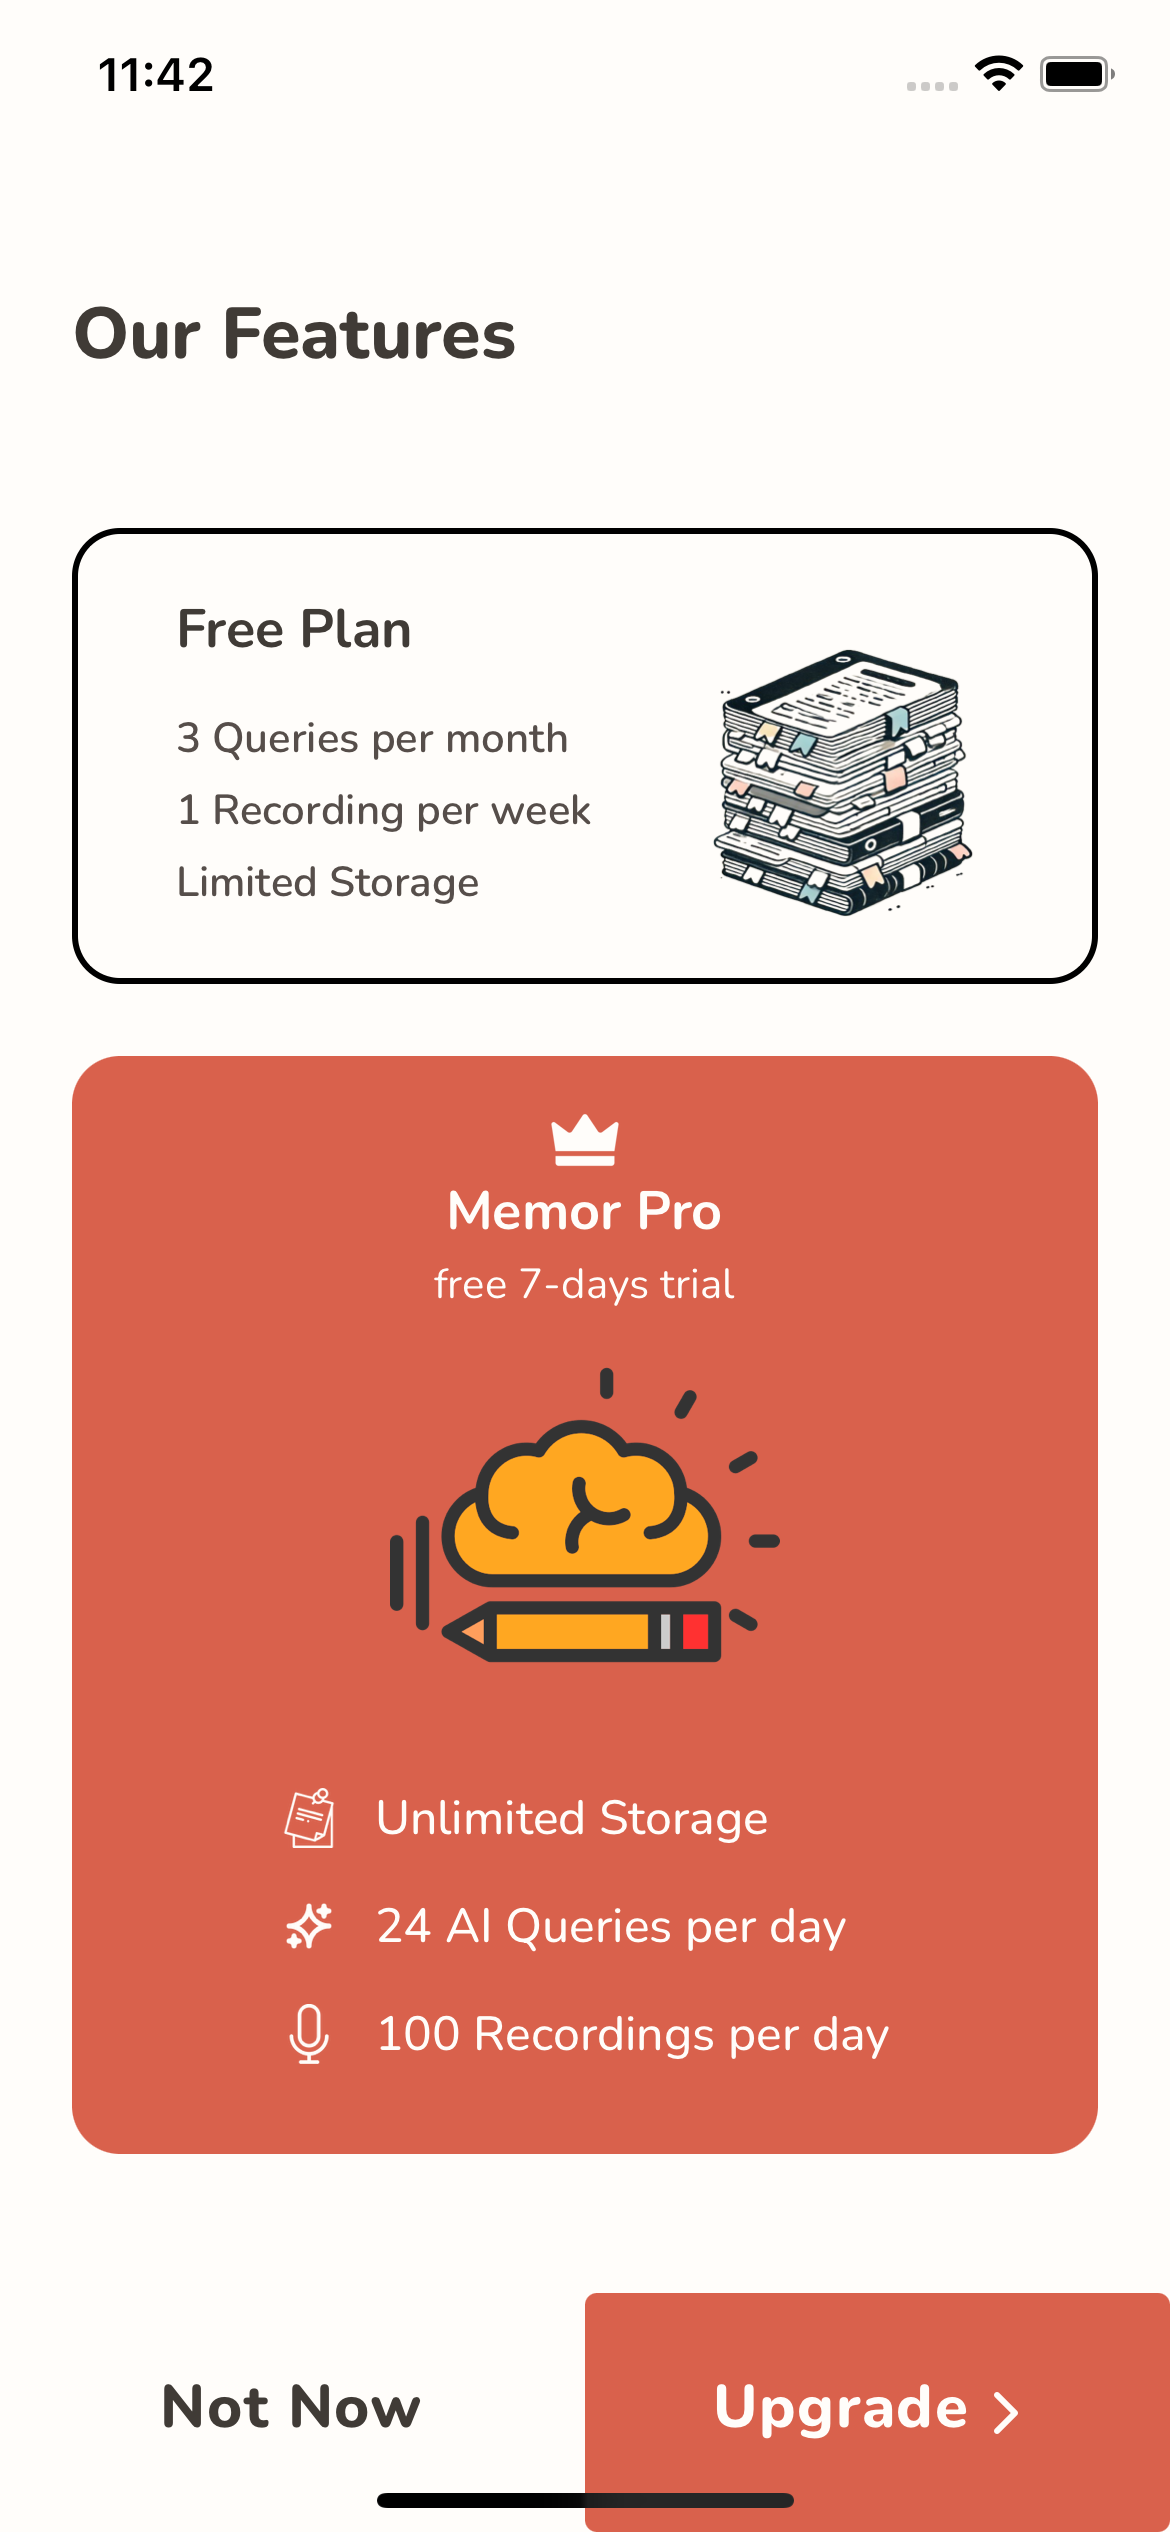 11:42
Our Features
Free Plan
3 Queries per month
1 Recording per week
Limited Storage
Memor Pro
free 7-days trial
Unlimited Storage
24 AI Queries per day
100 Recordings per day
Not Now
Upgrade